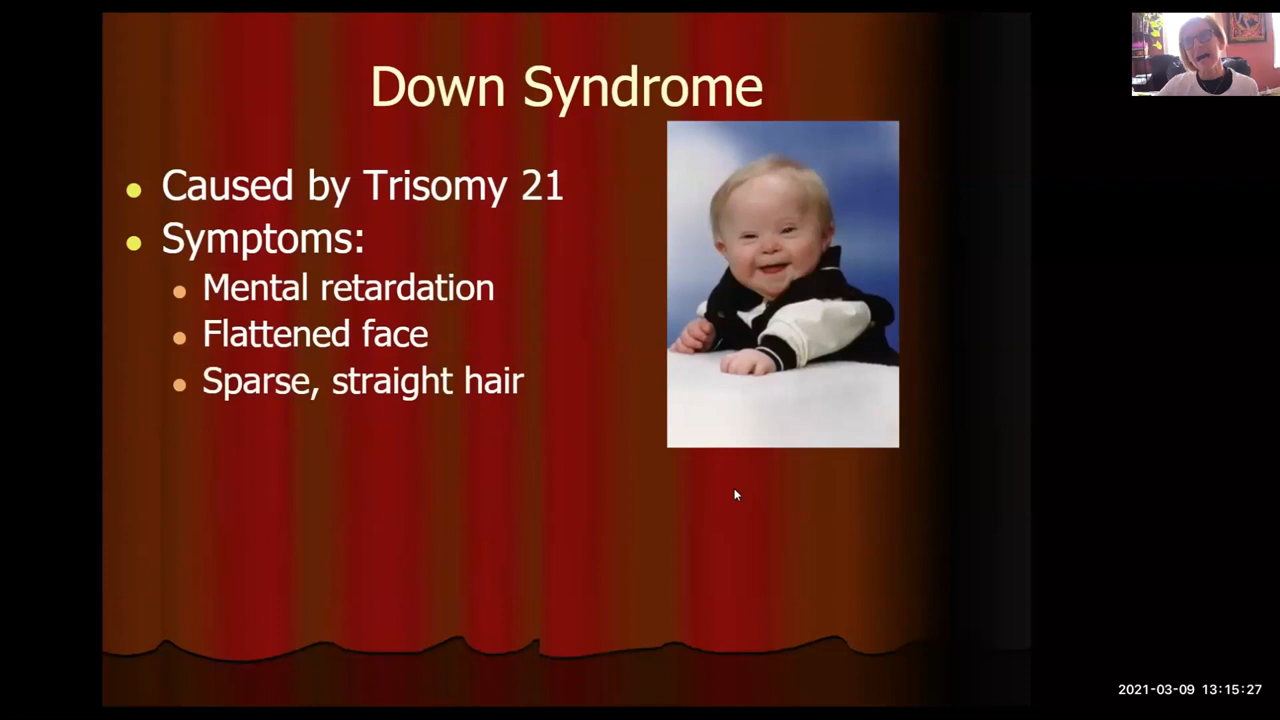 Down Syndrome
Caused by Trisomy 21
Symptoms:
Mental retardation
Flattened face
Sparse, straight hair
2021-03-09 13:15:27